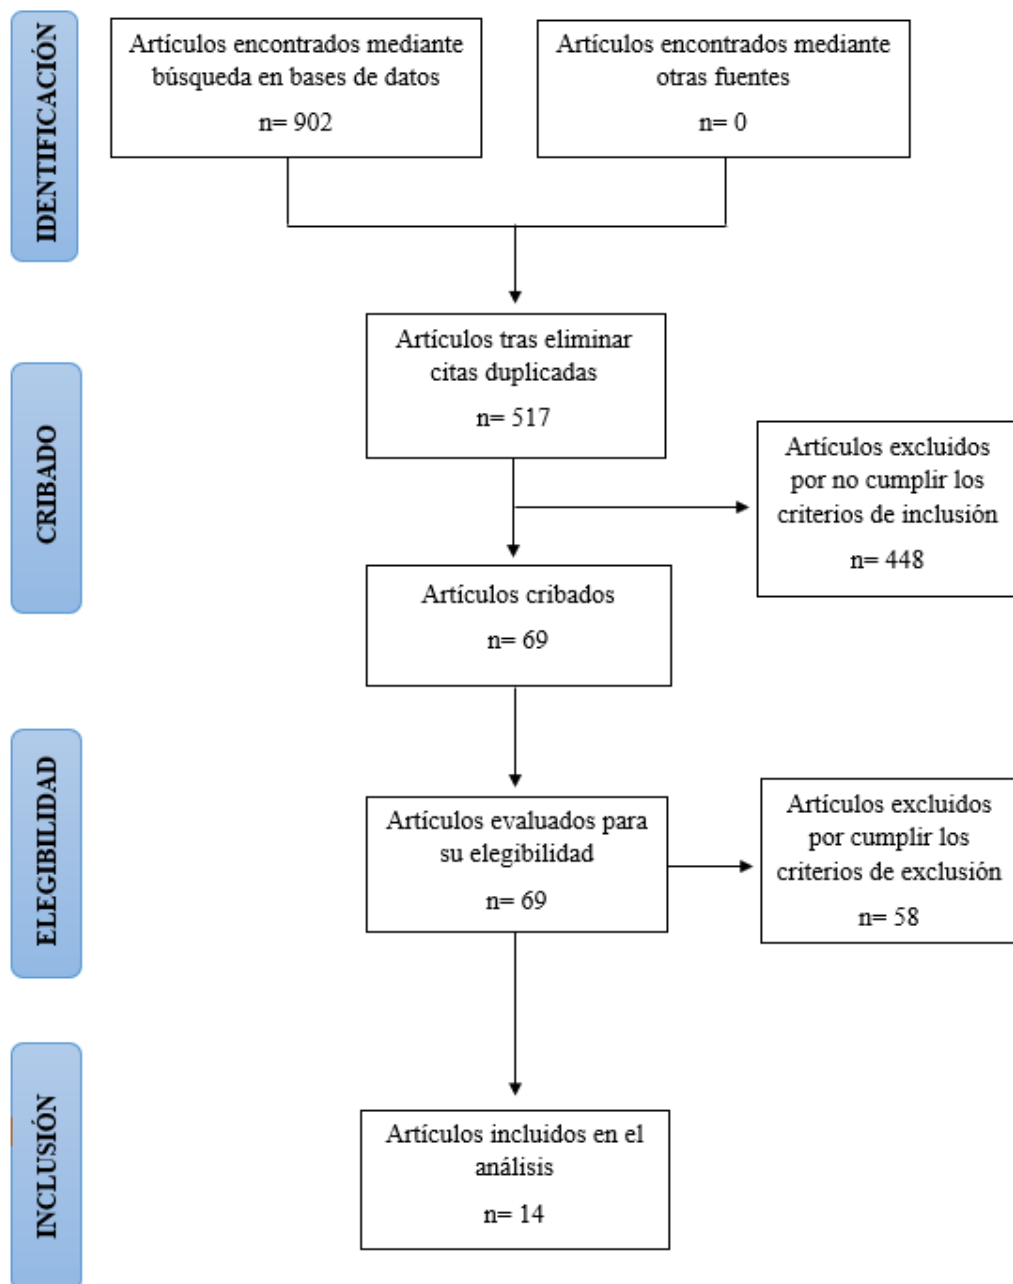 IDENTIFICACIÓN
Artículos encontrados mediante
búsqueda en bases de datos
n= 902
Artículos encontrados mediante
otras fuentes
n= 0
CRIBADO
Artículos tras eliminar
citas duplicadas
n= 517
Artículos excluidos
por no cumplir los
criterios de inclusión
n= 448
Artículos cribados
n= 69
ELEGIBILIDAD
Artículos evaluados para
su elegibilidad
n= 69
Artículos excluidos
por cumplir los
criterios de exclusión
n= 58
INCLUSIÓN
Artículos incluidos en el
análisis
n= 14